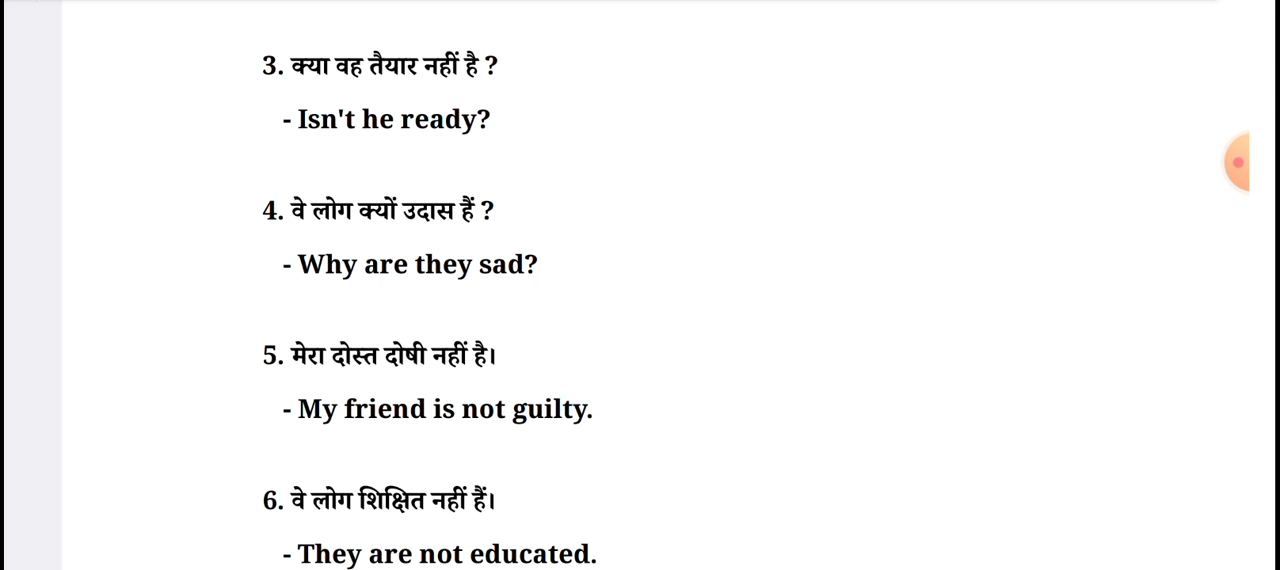 3. क्या वह तैयार नहीं है ?
- Isn't he ready?
4. वे लोग क्यों उदास हैं ?
- Why are they sad?
5. मेरा दोस्त दोषी नहीं है।
- My friend is not guilty.
6. वे लोग शिक्षित नहीं हैं।
- They are not educated.